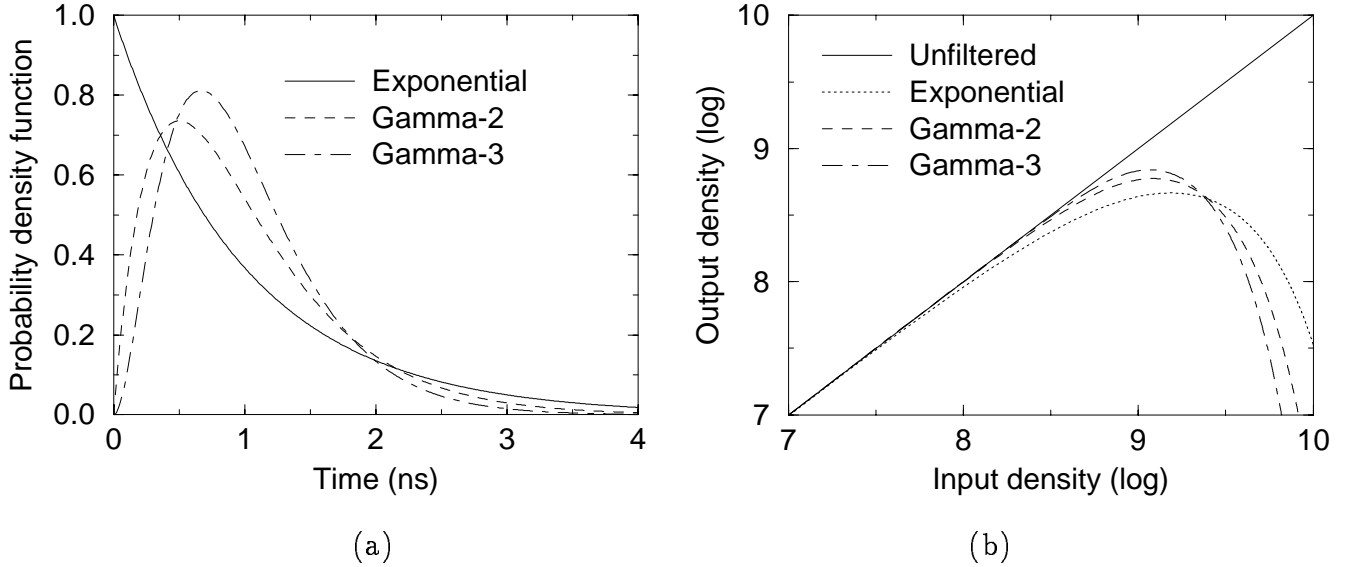 Probability density function
1.0
0.8
0.6
0.4
0.2
0.0
0
1
2
3
4
Time (ns)
Exponential
Gamma-2
Gamma-3
(a)
Output density (log)
10
9
8
7
7
8
9
10
Input density (log)
Unfiltered
Exponential
Gamma-2
Gamma-3
(b)